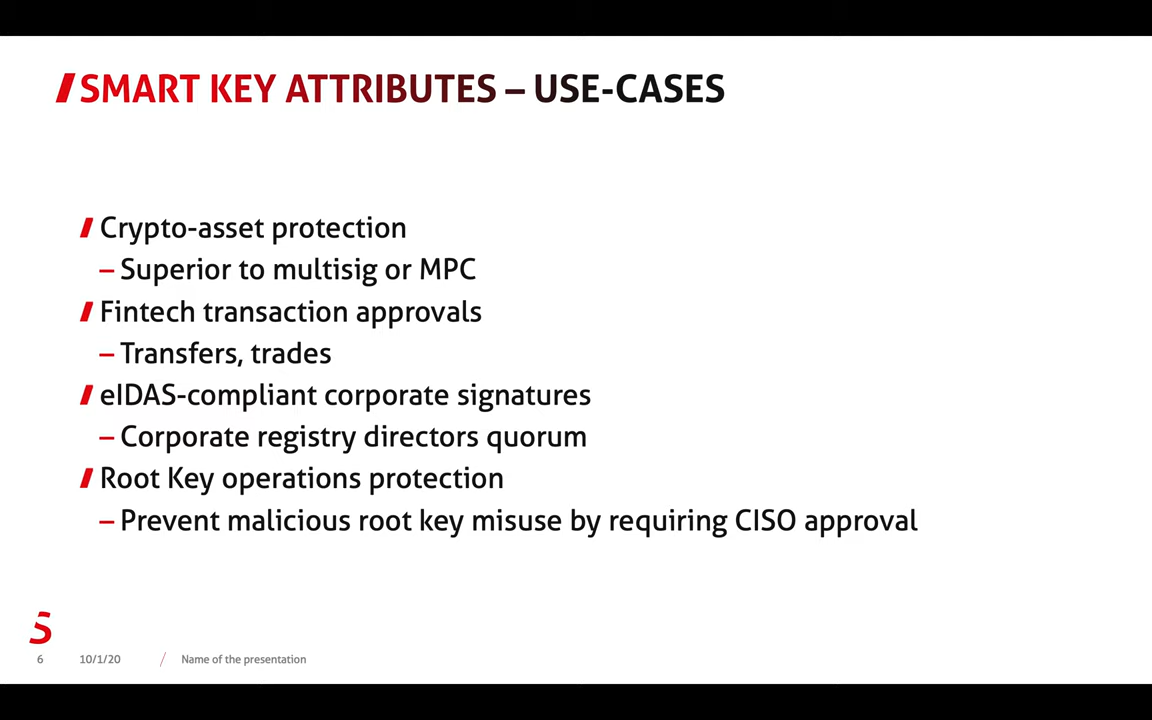 SMART KEY ATTRIBUTES – USE-CASES
Crypto-asset protection
– Superior to multisig or MPC
Fintech transaction approvals
– Transfers, trades
eIDAS-compliant corporate signatures
– Corporate registry directors quorum
Root Key operations protection
– Prevent malicious root key misuse by requiring CISO approval
S
6 10/1/20 / Name of the presentation